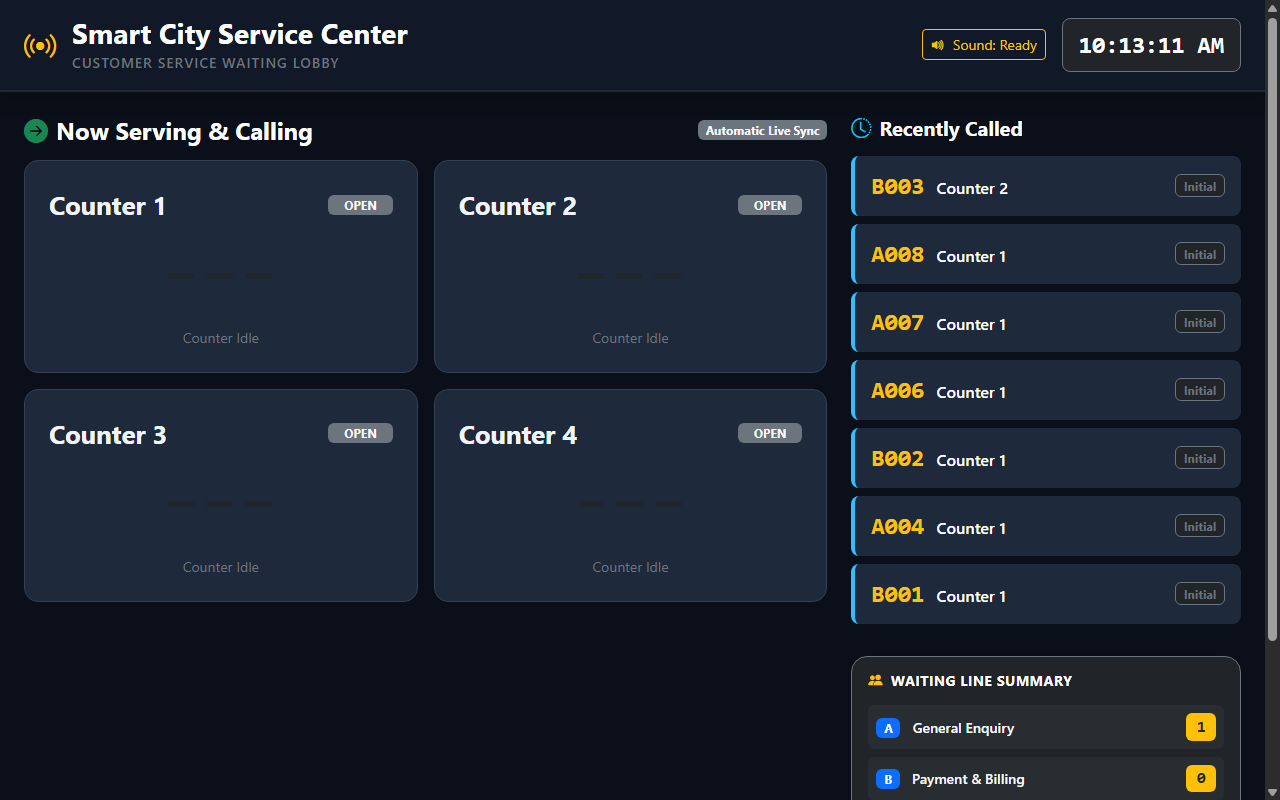 Smart City Service Center
CUSTOMER SERVICE WAITING LOBBY
Sound: Ready
10:13:11 AM
Now Serving & Calling
Automatic Live Sync
Counter 1
OPEN
---
Counter Idle
Counter 2
OPEN
---
Counter Idle
Counter 3
OPEN
---
Counter Idle
Counter 4
OPEN
---
Counter Idle
Recently Called
B003 Counter 2 Initial
A008 Counter 1 Initial
A007 Counter 1 Initial
A006 Counter 1 Initial
B002 Counter 1 Initial
A004 Counter 1 Initial
B001 Counter 1 Initial
WAITING LINE SUMMARY
A General Enquiry 1
B Payment & Billing 0